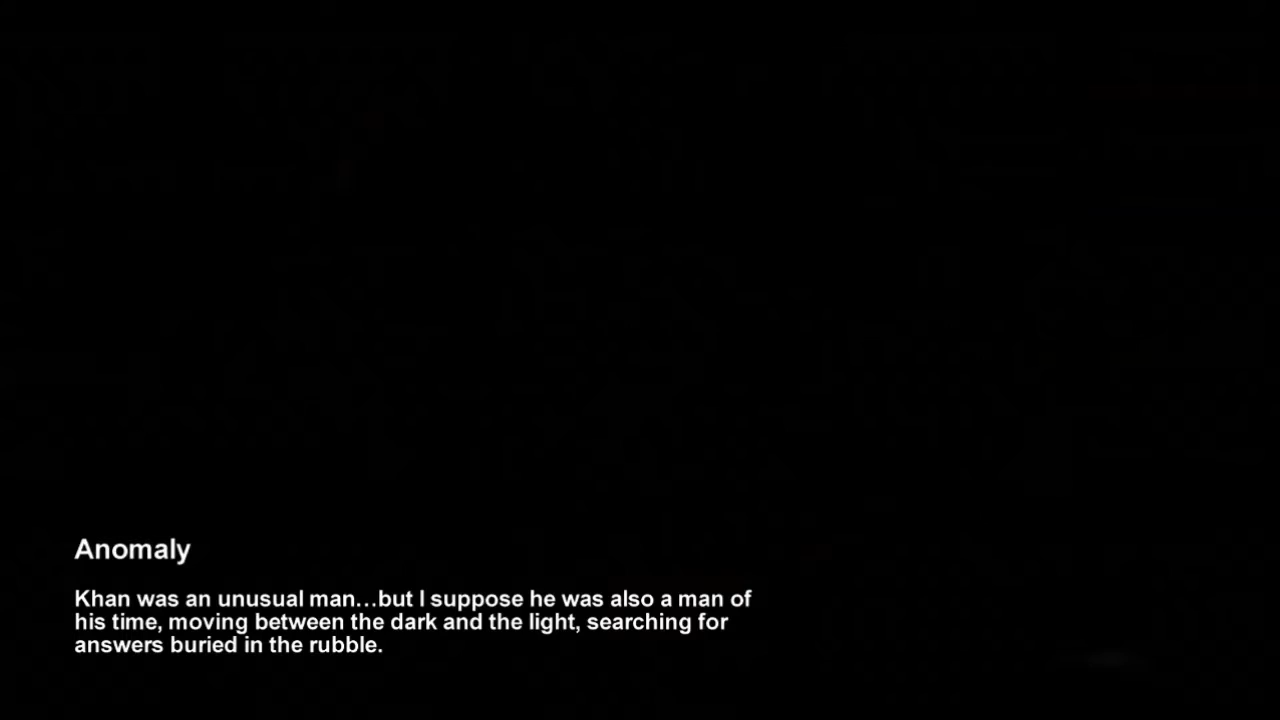 Anomaly
Khan was an unusual man...but I suppose he was also a man of
his time, moving between the dark and the light, searching for
answers buried in the rubble.